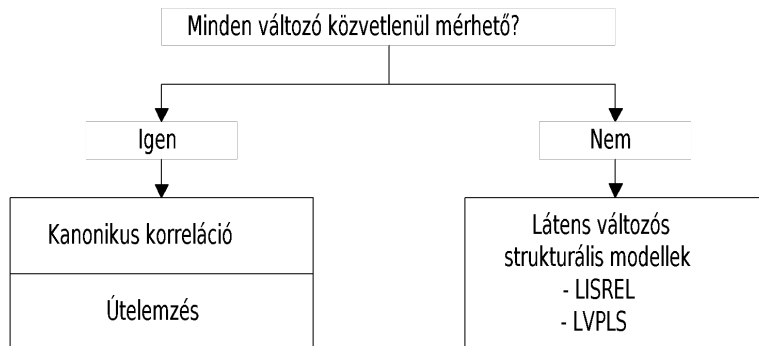 Minden változó közvetlenül mérhető?
Igen
Nem
Kanonikus korreláció
Útelemzés
Látens változós
strukturális modellek
- LISREL
- LVPLS